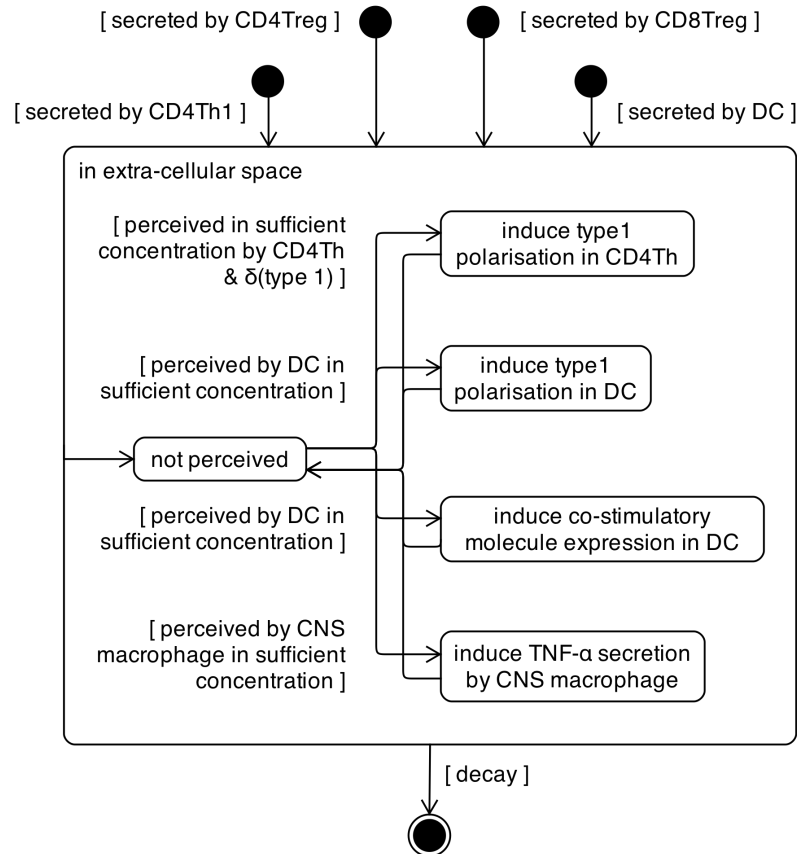 [ secreted by CD4Treg ]
[ secreted by CD8Treg ]
[ secreted by CD4Th1 ]
[ secreted by DC ]
in extra-cellular space
[ perceived in sufficient
concentration by CD4Th
& δ(type 1) ]
induce type1
polarisation in CD4Th
[ perceived by DC in
sufficient concentration ]
induce type1
polarisation in DC
not perceived
[ perceived by DC in
sufficient concentration ]
induce co-stimulatory
molecule expression in DC
[ perceived by CNS
macrophage in sufficient
concentration ]
induce TNF-α secretion
by CNS macrophage
[ decay ]